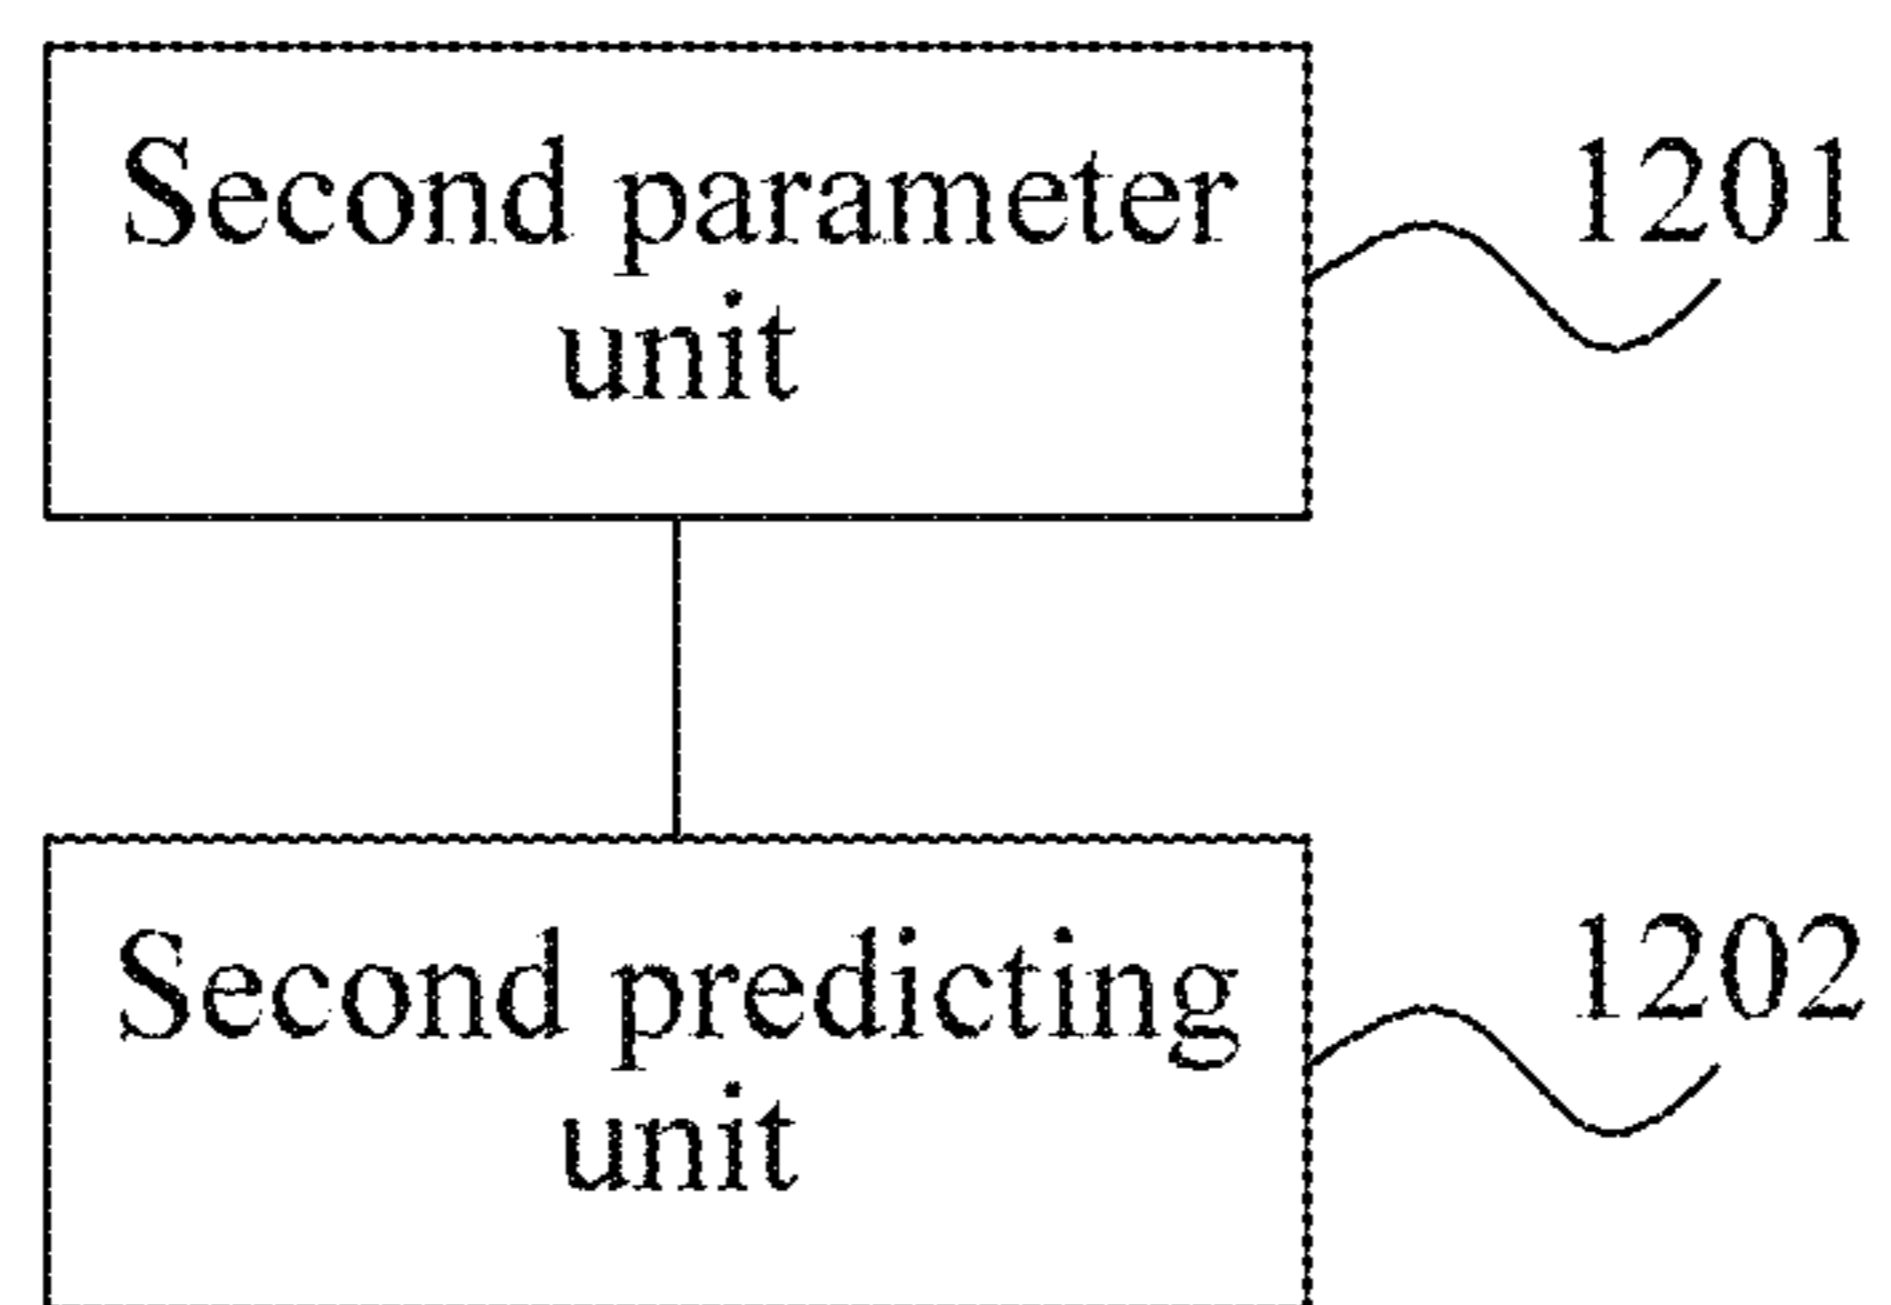 Second parameter
unit
1201
Second predicting
unit
1202